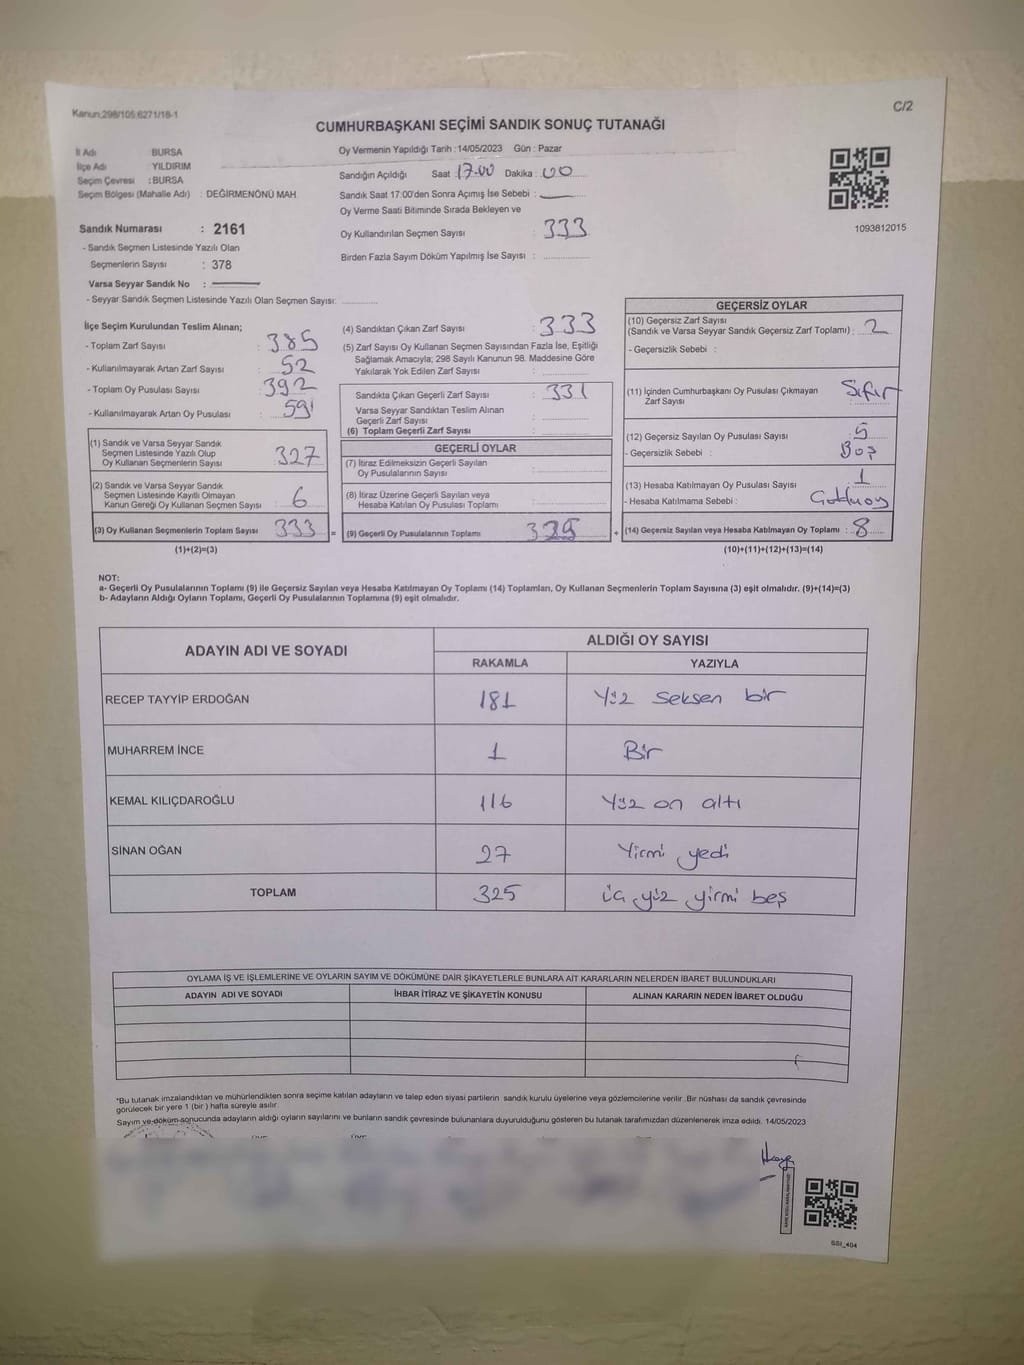 Kanun;298/105;6271/18-1
C/2
CUMHURBAŞKANI SEÇİMİ SANDIK SONUÇ TUTANAĞI
İl Adı BURSA
İlçe Adı : YILDIRIM
Seçim Çevresi : BURSA
Seçim Bölgesi (Mahalle Adı) : DEĞİRMENÖNÜ MAH.
Oy Vermenin Yapıldığı Tarih :14/05/2023 Gün : Pazar
Sandığın Açıldığı Saat 17.00 Dakika : 00
Sandık Saat 17:00'den Sonra Açımış İse Sebebi :
Oy Verme Saati Bitiminde Sırada Bekleyen ve
Oy Kullandırılan Seçmen Sayısı : 333
Birden Fazla Sayım Döküm Yapılmış İse Sayısı :
1093812015
Sandık Numarası : 2161
- Sandık Seçmen Listesinde Yazılı Olan
Seçmenlerin Sayısı : 378
Varsa Seyyar Sandık No :
- Seyyar Sandık Seçmen Listesinde Yazılı Olan Seçmen Sayısı:
İlçe Seçim Kurulundan Teslim Alınan;
- Toplam Zarf Sayısı : 385
- Kullanılmayarak Artan Zarf Sayısı : 52
- Toplam Oy Pusulası Sayısı : 392
- Kullanılmayarak Artan Oy Pusulası : 59
(1) Sandık ve Varsa Seyyar Sandık
Seçmen Listesinde Yazılı Olup
Oy Kullanan Seçmenlerin Sayısı 327
(2) Sandık ve Varsa Seyyar Sandık
Seçmen Listesinde Kayıtlı Olmayan
Kanun Gereği Oy Kullanan Seçmen Sayısı 6
(3) Oy Kullanan Seçmenlerin Toplam Sayısı 333 =
(1)+(2)=(3)
(4) Sandıktan Çıkan Zarf Sayısı : 333
(5) Zarf Sayısı Oy Kullanan Seçmen Sayısından Fazla İse, Eşitliği
Sağlamak Amacıyla; 298 Sayılı Kanunun 98. Maddesine Göre
Yakılarak Yok Edilen Zarf Sayısı :
Sandıkta Çıkan Geçerli Zarf Sayısı : 331
Varsa Seyyar Sandıktan Teslim Alınan
Geçerli Zarf Sayısı :
(6) Toplam Geçerli Zarf Sayısı :
GEÇERLİ OYLAR
(7) İtiraz Edilmeksizin Geçerli Sayılan
Oy Pusulalarının Sayısı :
(8) İtiraz Üzerine Geçerli Sayılan veya
Hesaba Katılan Oy Pusulası Toplamı :
(9) Geçerli Oy Pusulalarının Toplamı 325 +
GEÇERSİZ OYLAR
(10) Geçersiz Zarf Sayısı
(Sandık ve Varsa Seyyar Sandık Geçersiz Zarf Toplamı) : 2
- Geçersizlik Sebebi :
(11) İçinden Cumhurbaşkanı Oy Pusulası Çıkmayan Sıfır
Zarf Sayısı :
(12) Geçersiz Sayılan Oy Pusulası Sayısı : 5
- Geçersizlik Sebebi : Boş
(13) Hesaba Katılmayan Oy Pusulası Sayısı : 1
- Hesaba Katılmama Sebebi :
(14) Geçersiz Sayılan veya Hesaba Katılmayan Oy Toplamı : 8
(10)+(11)+(12)+(13)=(14)
NOT:
a- Geçerli Oy Pusulalarının Toplamı (9) ile Geçersiz Sayılan veya Hesaba Katılmayan Oy Toplamı (14) Toplamları, Oy Kullanan Seçmenlerin Toplam Sayısına (3) eşit olmalıdır. (9)+(14)=(3)
b- Adayların Aldığı Oyların Toplamı, Geçerli Oy Pusulalarının Toplamına (9) eşit olmalıdır.
ADAYIN ADI VE SOYADI ALDIĞI OY SAYISI
RAKAMLA YAZIYLA
RECEP TAYYİP ERDOĞAN 181 Yüz seksen bir
MUHARREM İNCE 1 Bir
KEMAL KILIÇDAROĞLU 116 Yüz on altı
SİNAN OĞAN 27 Yirmi yedi
TOPLAM 325 üç yüz yirmi beş
OYLAMA İŞ VE İŞLEMLERİNE VE OYLARIN SAYIM VE DÖKÜMÜNE DAİR ŞİKAYETLERLE BUNLARA AİT KARARLARIN NELERDEN İBARET BULUNDUKLARI
ADAYIN ADI VE SOYADI İHBAR İTİRAZ VE ŞİKAYETİN KONUSU ALINAN KARARIN NEDEN İBARET OLDUĞU
*Bu tutanak imzalandıktan ve mühürlendikten sonra seçime katılan adayların ve talep eden siyasi partilerin sandık kurulu üyelerine veya gözlemcilerine verilir. Bir nüshası da sandık çevresinde
görülecek bir yere 1 (bir ) hafta süreyle asılır.
Sayım ve döküm sonucunda adayların aldığı oyların sayılarını ve bunların sandık çevresinde bulunanlara duyurulduğunu gösteren bu tutanak tarafımızdan düzenlenerek imza edildi. 14/05/2023
SSI_404